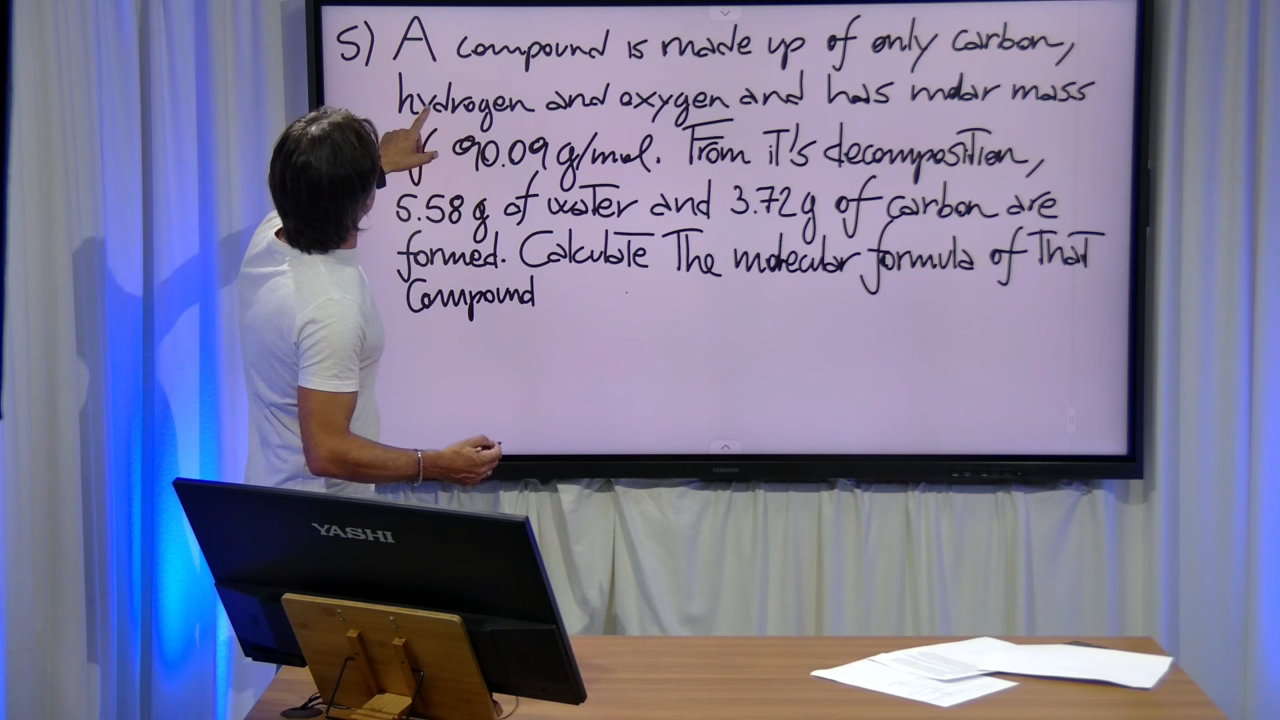 5) A compound is made up of only carbon,
hydrogen and oxygen and has molar mass
of 90.09 g/mol. From it's decomposition,
5.58 g of water and 3.72 g of carbon are
formed. Calculate The molecular formula of That
Compound
SAMSUNG
YASHI